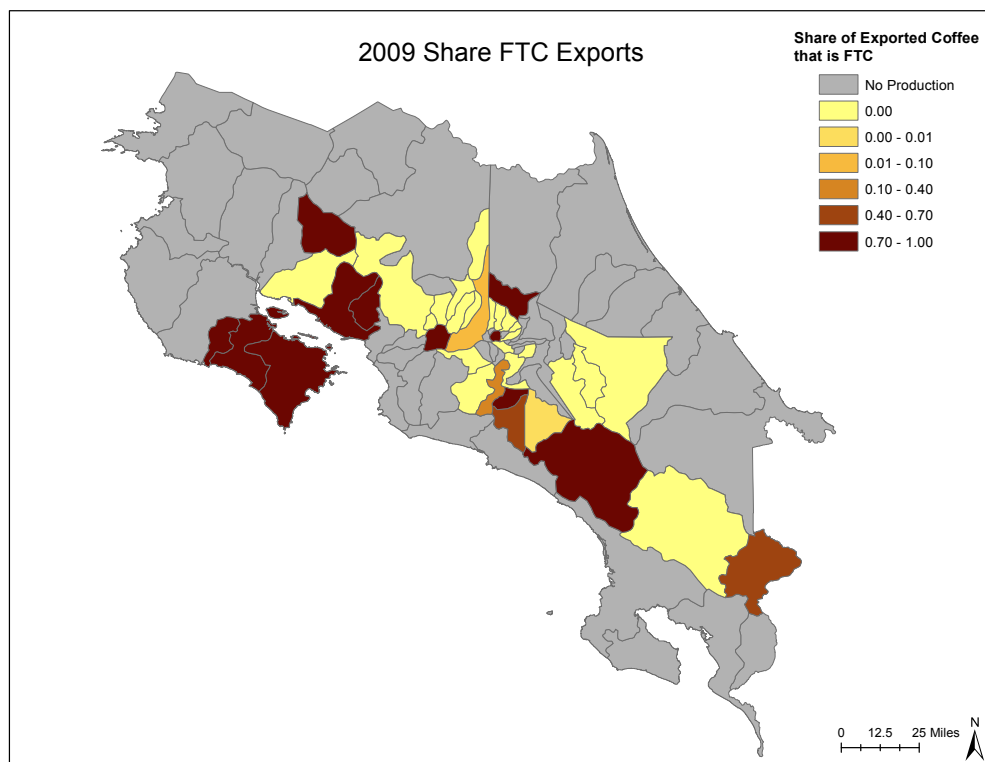 2009 Share FTC Exports
Share of Exported Coffee
that is FTC
No Production
0.00
0.00 - 0.01
0.01 - 0.10
0.10 - 0.40
0.40 - 0.70
0.70 - 1.00
N
0 12.5 25 Miles